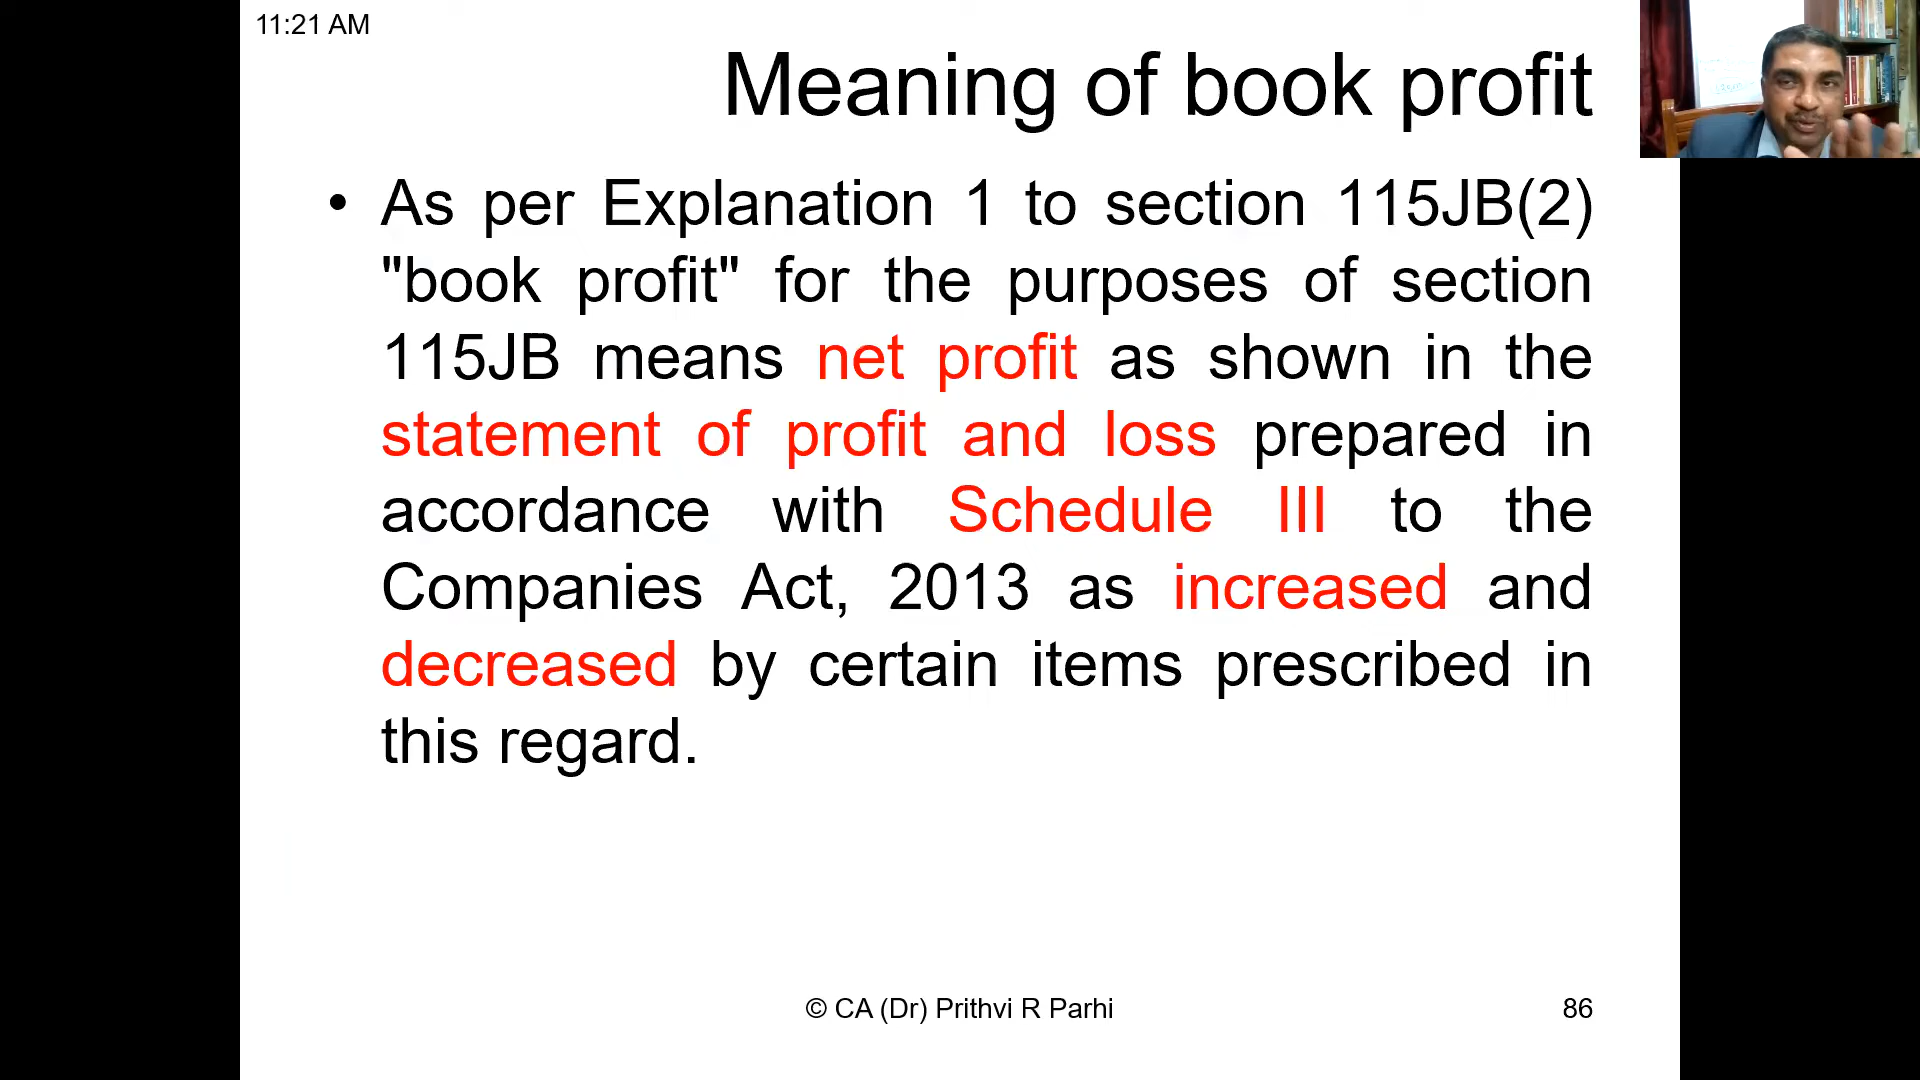 11:21 AM
Meaning of book profit
• As per Explanation 1 to section 115JB(2)
"book profit" for the purposes of section
115JB means net profit as shown in the
statement of profit and loss prepared in
accordance with Schedule III to the
Companies Act, 2013 as increased and
decreased by certain items prescribed in
this regard.
© CA (Dr) Prithvi R Parhi
86